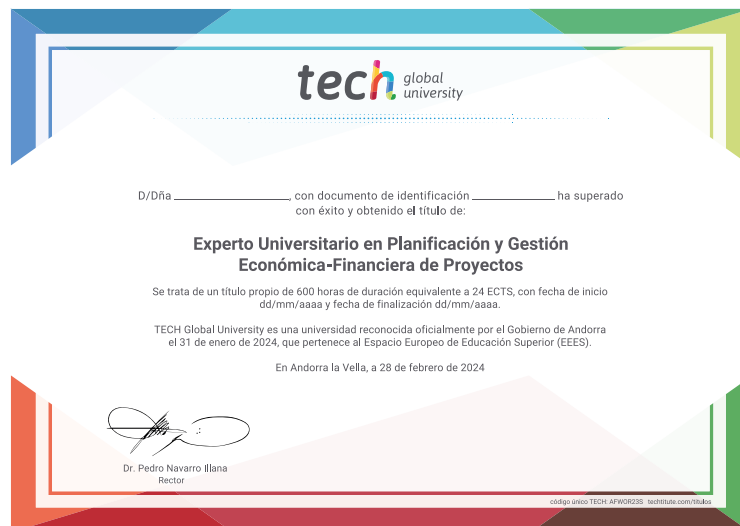 tech global university
D/Dña ____________, con documento de identificación ____________ ha superado
con éxito y obtenido el título de:
Experto Universitario en Planificación y Gestión
Económica-Financiera de Proyectos
Se trata de un título propio de 600 horas de duración equivalente a 24 ECTS, con fecha de inicio
dd/mm/aaaa y fecha de finalización dd/mm/aaaa.
TECH Global University es una universidad reconocida oficialmente por el Gobierno de Andorra
el 31 de enero de 2024, que pertenece al Espacio Europeo de Educación Superior (EEES).
En Andorra la Vella, a 28 de febrero de 2024
Dr. Pedro Navarro Illana
Rector
código único TECH: AFWOR23S techtitute.com/titulos